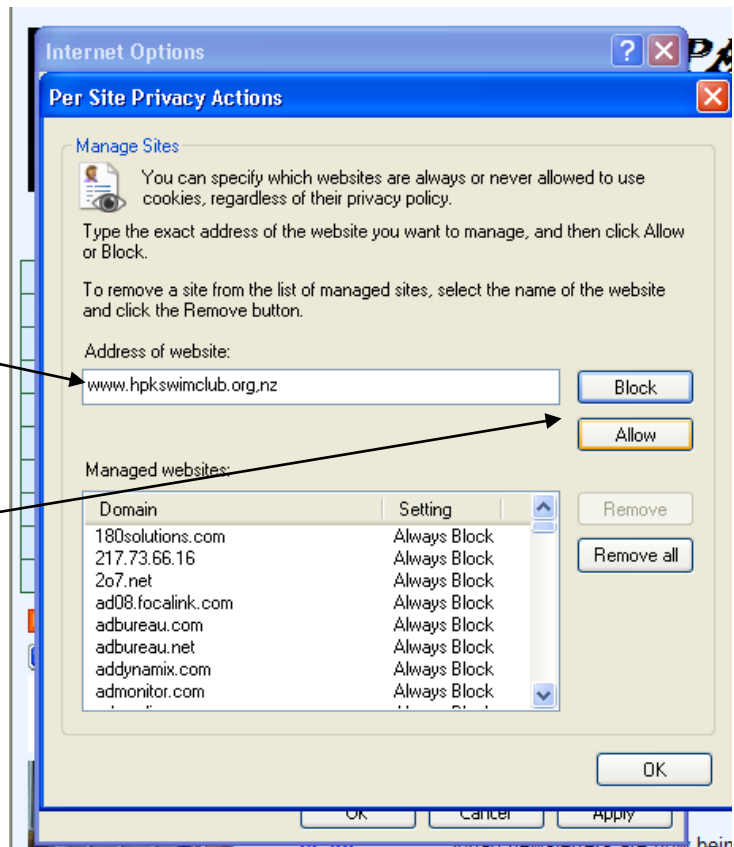 Internet Options
PA
Per Site Privacy Actions
Manage Sites
You can specify which websites are always or never allowed to use
cookies, regardless of their privacy policy.
Type the exact address of the website you want to manage, and then click Allow
or Block.
To remove a site from the list of managed sites, select the name of the website
and click the Remove button.
Address of website:
www.hpkswimclub.org,nz
Block
Allow
Managed websites:
Domain Setting
Remove
180solutions.com Always Block
217.73.66.16 Always Block
Remove all
2o7.net Always Block
ad08.focalink.com Always Block
adbureau.com Always Block
adbureau.net Always Block
addynamix.com Always Block
admonitor.com Always Block
OK
OK Cancel Apply
newsletters are now bein